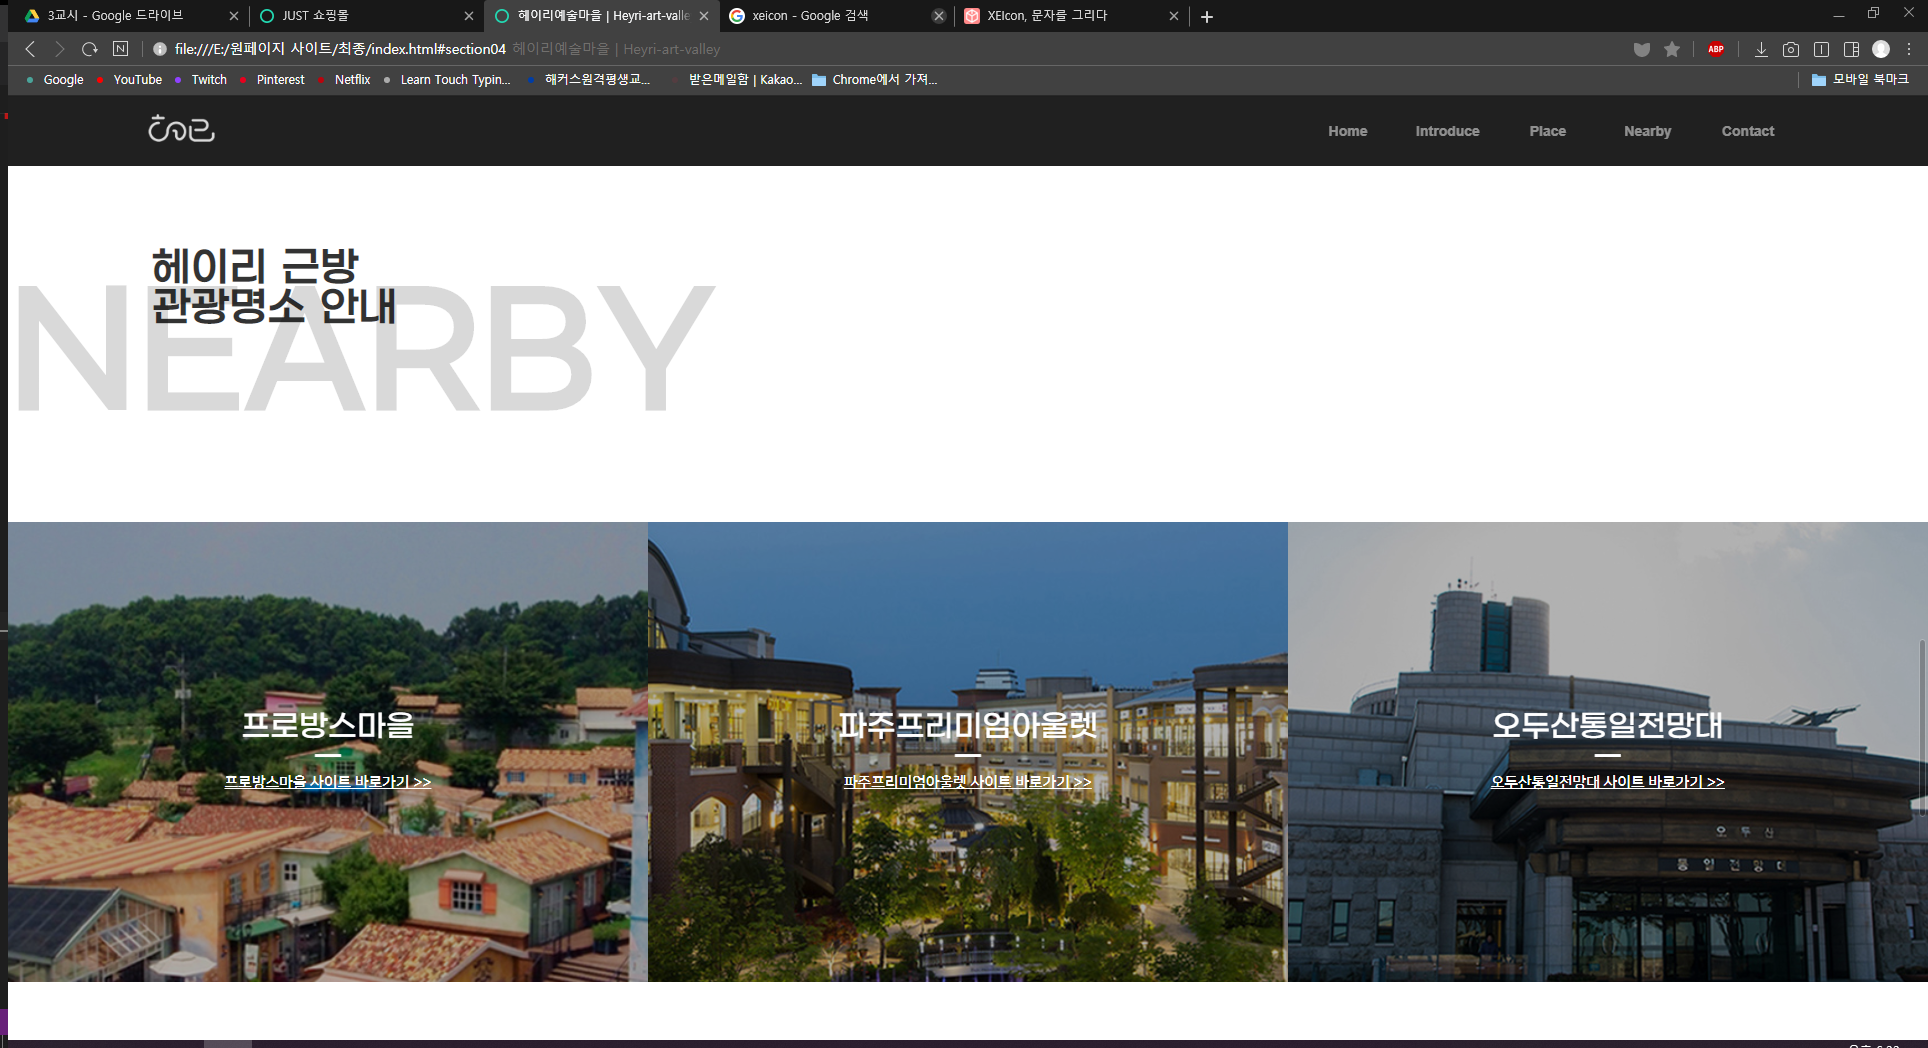 3교시 - Google 드라이브
JUST 쇼핑몰
헤이리예술마을 | Heyri-art-valle
xeicon - Google 검색
XEIcon, 문자를 그리다
N
file:///E:/원페이지 사이트/최종/index.html#section04 헤이리예술마을 | Heyri-art-valley
ABP
Google
YouTube
Twitch
Pinterest
Netflix
Learn Touch Typin...
해커스원격평생교...
받은메일함 | Kakao...
Chrome에서 가져...
모바일 북마크
Home
Introduce
Place
Nearby
Contact
헤이리 근방
관광명소 안내
NEARBY
프로방스마을
프로방스마을 사이트 바로가기 >>
파주프리미엄아울렛
파주프리미엄아울렛 사이트 바로가기 >>
오두산통일전망대
오두산통일전망대 사이트 바로가기 >>
오두산
통일전망대